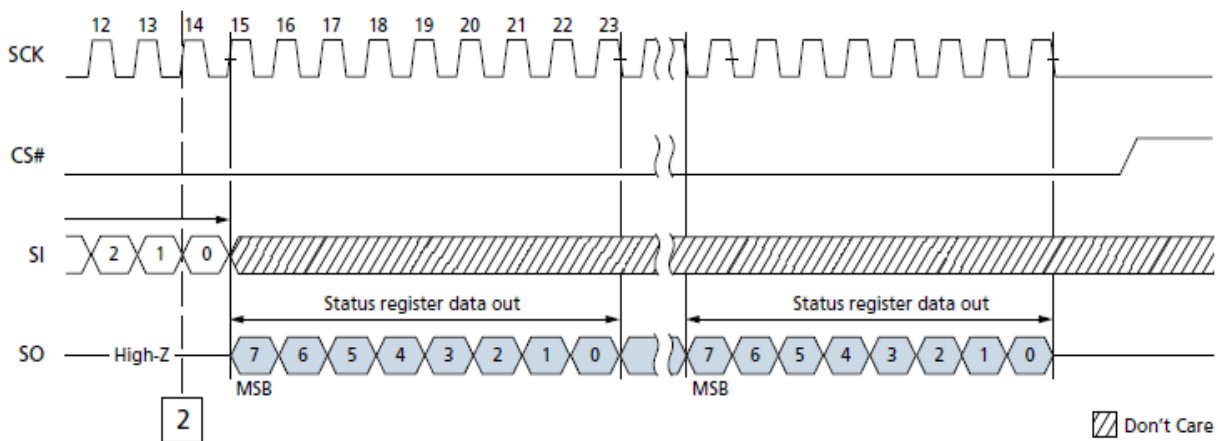 12 13 14 15 16 17 18 19 20 21 22 23
SCK
CS#
SI 2 1 0
Status register data out Status register data out
SO High-Z 7 6 5 4 3 2 1 0 7 6 5 4 3 2 1 0
MSB MSB
2
Don't Care